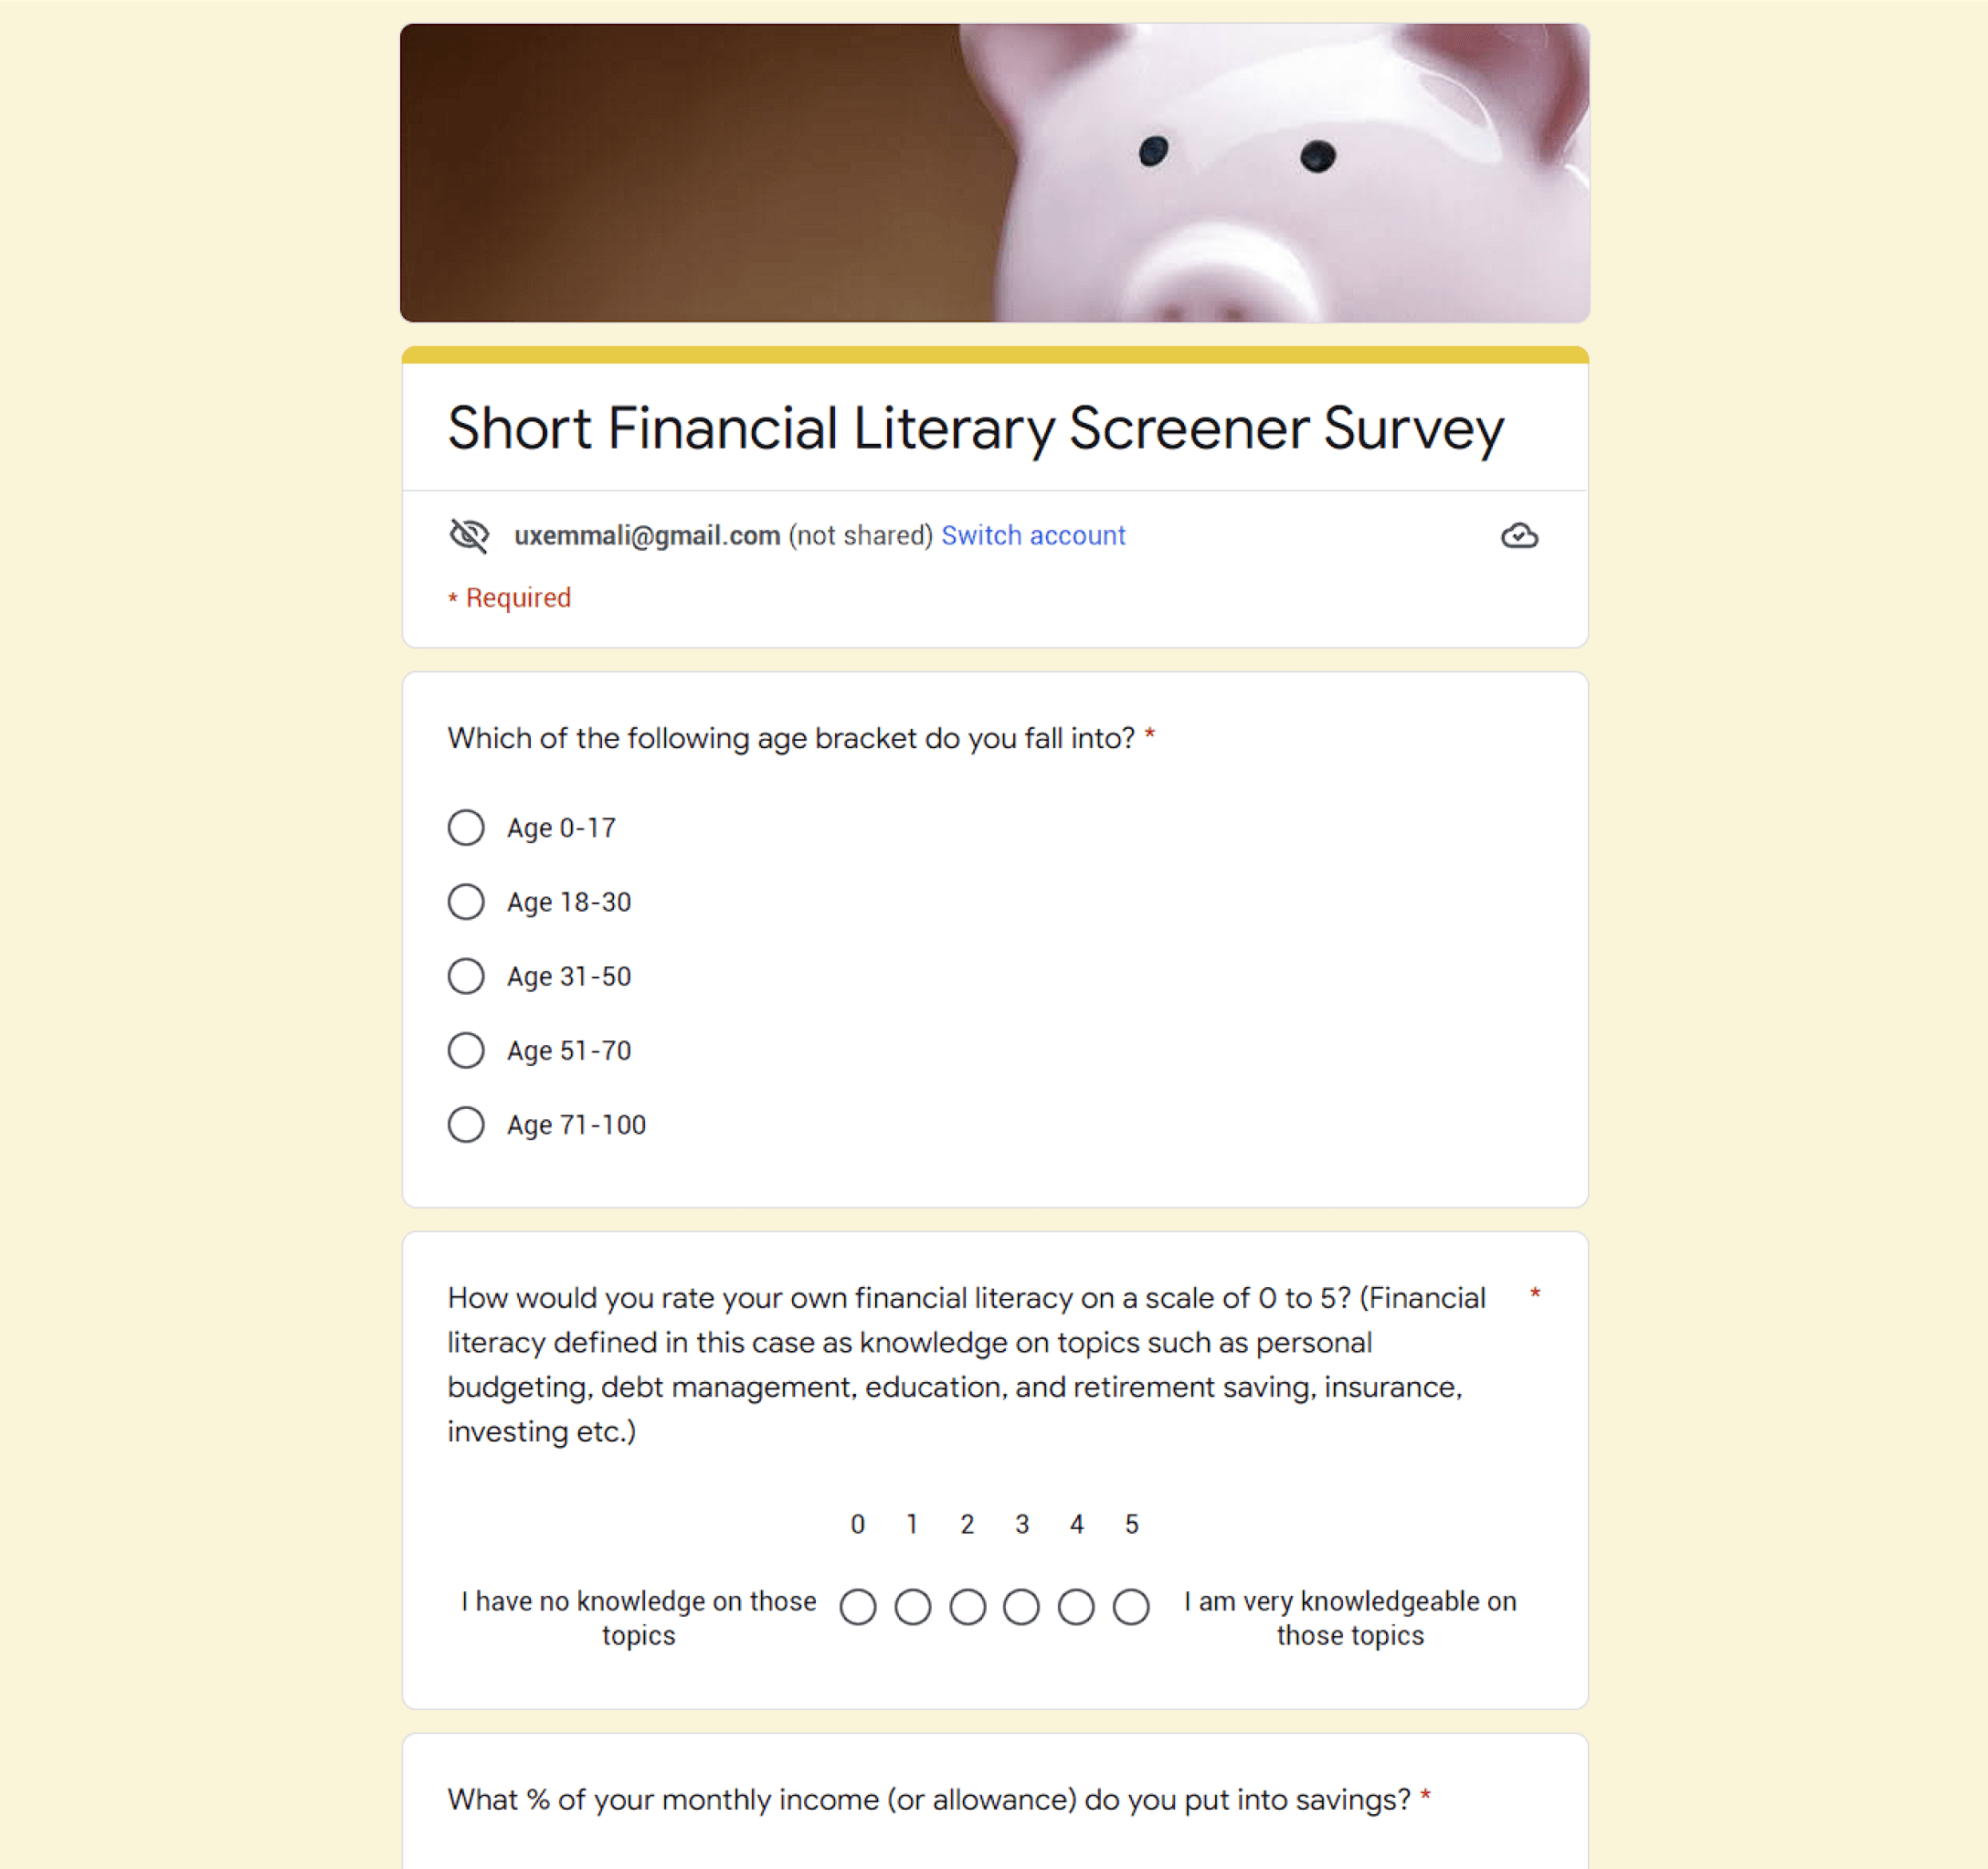 Short Financial Literary Screener Survey
uxemmali@gmail.com (not shared) Switch account
* Required
Which of the following age bracket do you fall into? *
Age 0-17
Age 18-30
Age 31-50
Age 51-70
Age 71-100
How would you rate your own financial literacy on a scale of 0 to 5? (Financial *
literacy defined in this case as knowledge on topics such as personal
budgeting, debt management, education, and retirement saving, insurance,
investing etc.)
0 1 2 3 4 5
I have no knowledge on those
topics
I am very knowledgeable on
those topics
What % of your monthly income (or allowance) do you put into savings? *